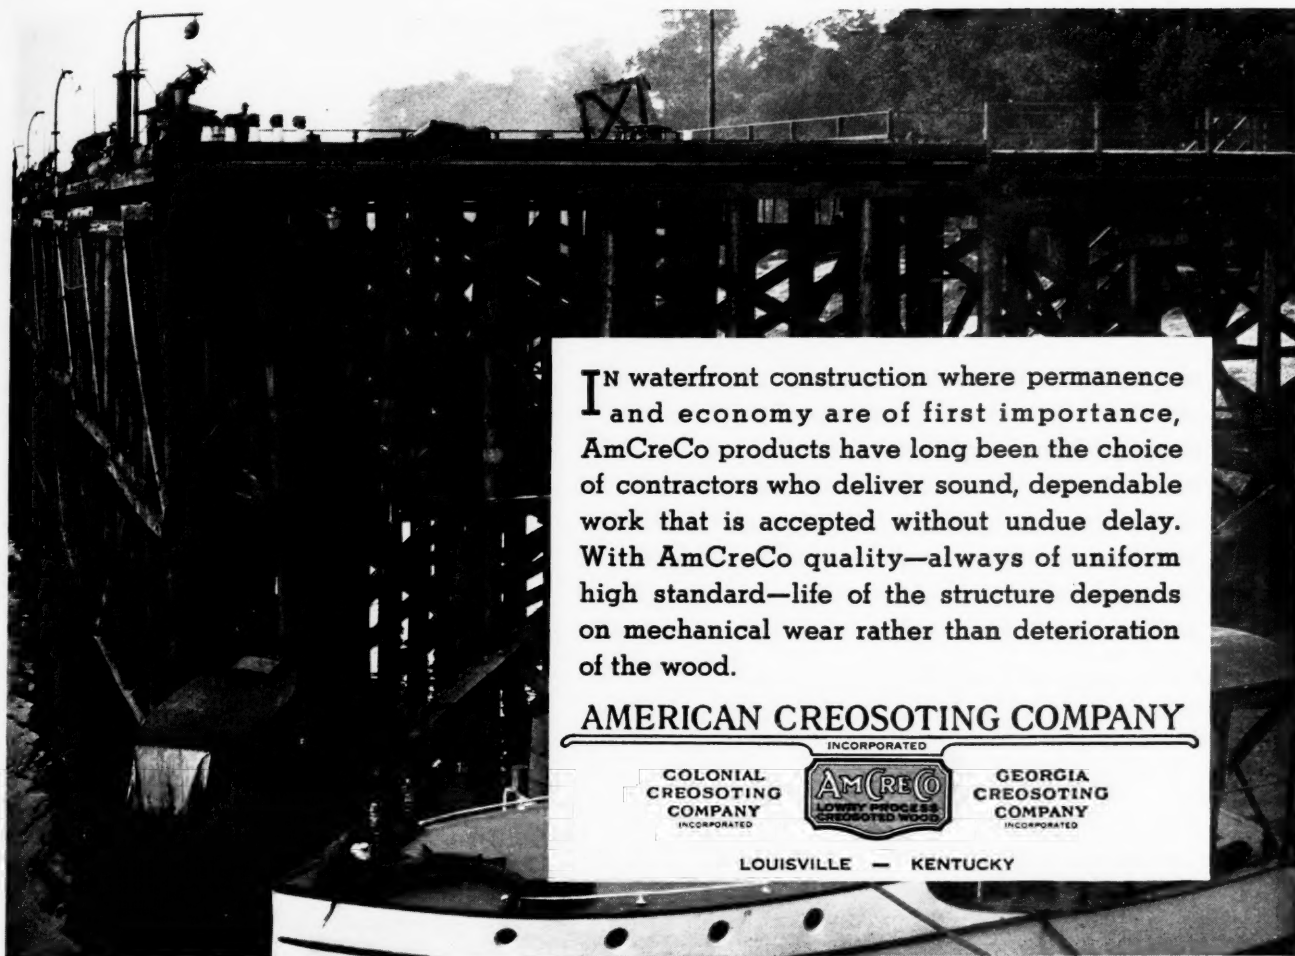 IN waterfront construction where permanence
and economy are of first importance,
AmCreCo products have long been the choice
of contractors who deliver sound, dependable
work that is accepted without undue delay.
With AmCreCo quality—always of uniform
high standard—life of the structure depends
on mechanical wear rather than deterioration
of the wood.
AMERICAN CREOSOTING COMPANY
INCORPORATED
COLONIAL
CREOSOTING
COMPANY
INCORPORATED
AMCRECO
LOWRY PROCESS
CREOSOTED WOOD
GEORGIA
CREOSOTING
COMPANY
INCORPORATED
LOUISVILLE — KENTUCKY